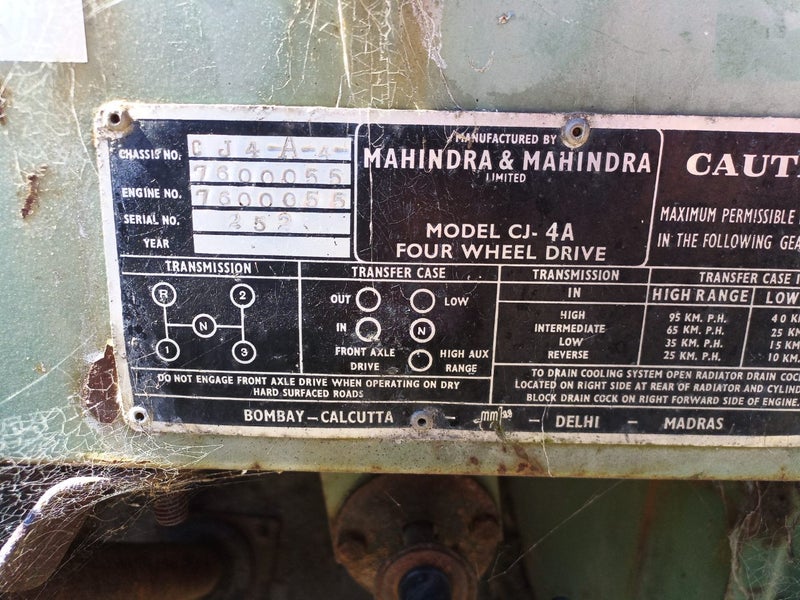 CHASSIS NO: CJ4-A-4-
7600055
ENGINE NO. 7600055
SERIAL NO. 252
YEAR
MANUFACTURED BY
MAHINDRA & MAHINDRA
LIMITED
MODEL CJ- 4A
FOUR WHEEL DRIVE
CAUT
MAXIMUM PERMISSIBLE
IN THE FOLLOWING GEA
TRANSMISSION
R 2
N
1 3
TRANSFER CASE
OUT LOW
IN N
FRONT AXLE DRIVE HIGH AUX RANGE
DO NOT ENGAGE FRONT AXLE DRIVE WHEN OPERATING ON DRY
HARD SURFACED ROADS
TRANSMISSION TRANSFER CASE I
IN HIGH RANGE LOW
HIGH 95 KM. P.H. 40 K
INTERMEDIATE 65 KM. P.H. 25 K
LOW 35 KM. P.H. 15 KM
REVERSE 25 KM. P.H. 10 KM.
TO DRAIN COOLING SYSTEM OPEN RADIATOR DRAIN COC
LOCATED ON RIGHT SIDE AT REAR OF RADIATOR AND CYLIN
BLOCK DRAIN COCK ON RIGHT FORWARD SIDE OF ENGINE.
BOMBAY — CALCUTTA - - DELHI - MADRAS